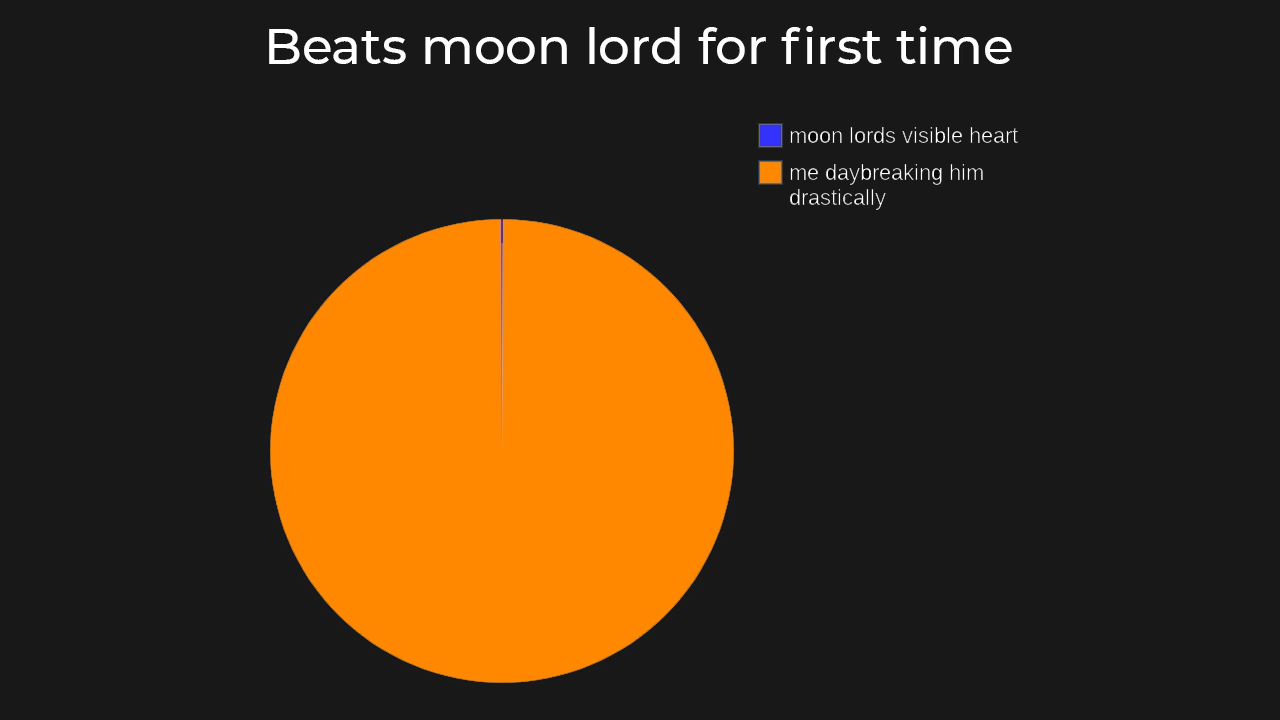 Beats moon lord for first time
moon lords visible heart
me daybreaking him
drastically